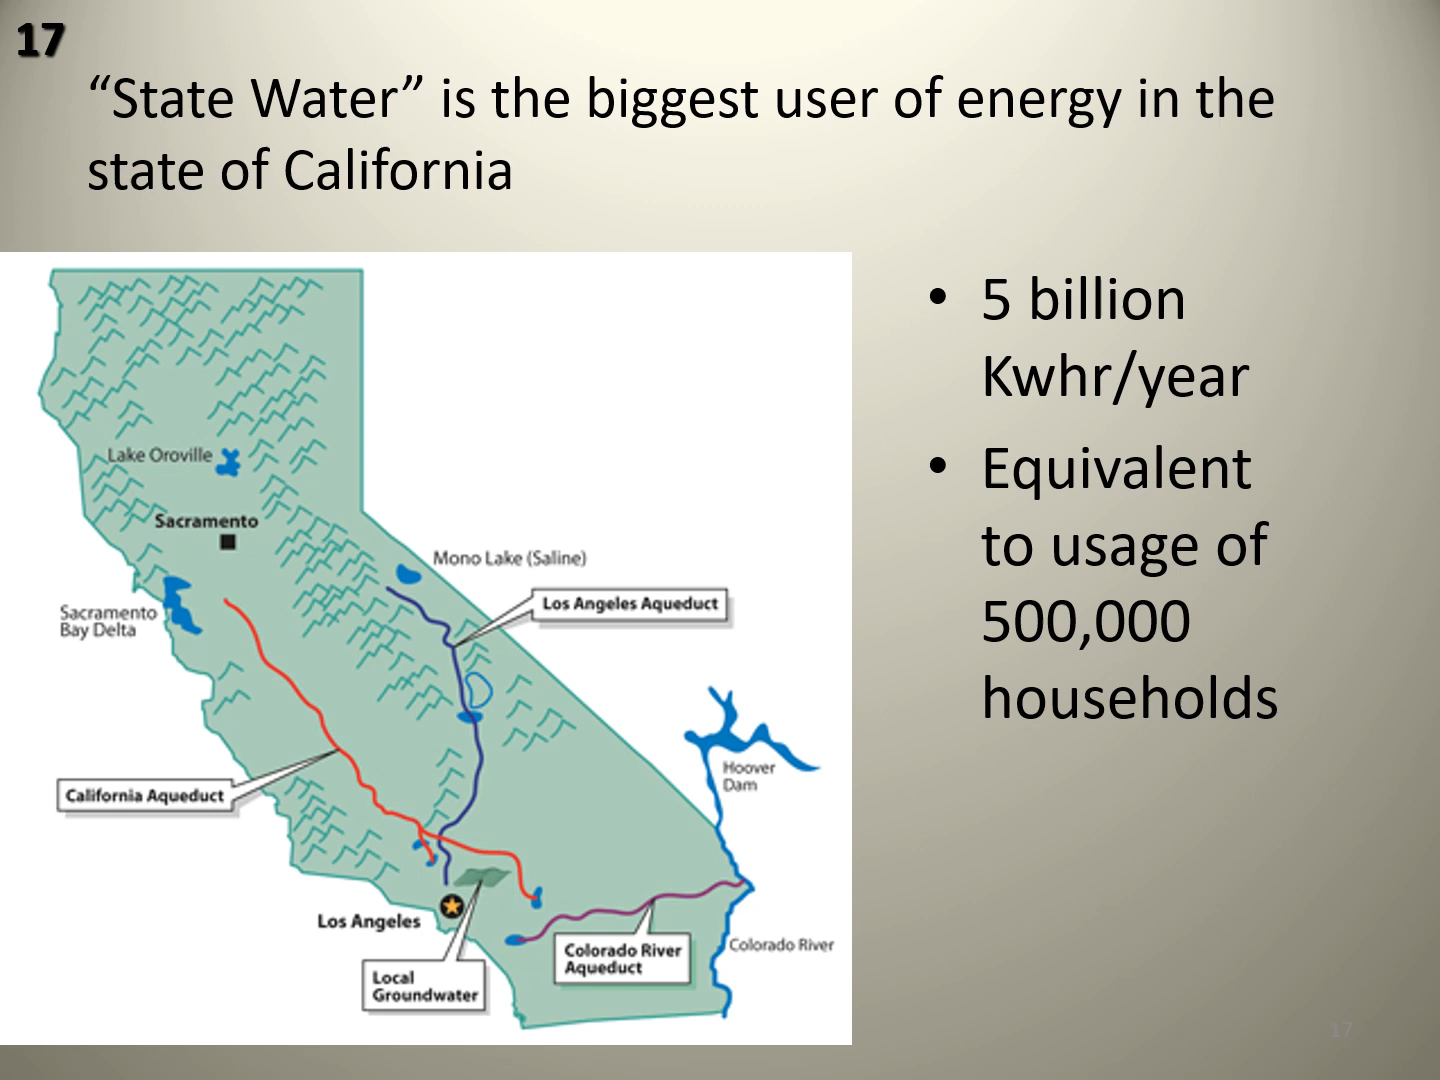 17
“State Water” is the biggest user of energy in the
state of California
• 5 billion
Kwhr/year
• Equivalent
to usage of
500,000
households
Lake Oroville
Sacramento
Mono Lake (Saline)
Los Angeles Aqueduct
Sacramento
Bay Delta
Hoover
Dam
California Aqueduct
Los Angeles
Colorado River
Aqueduct
Colorado River
Local
Groundwater
17